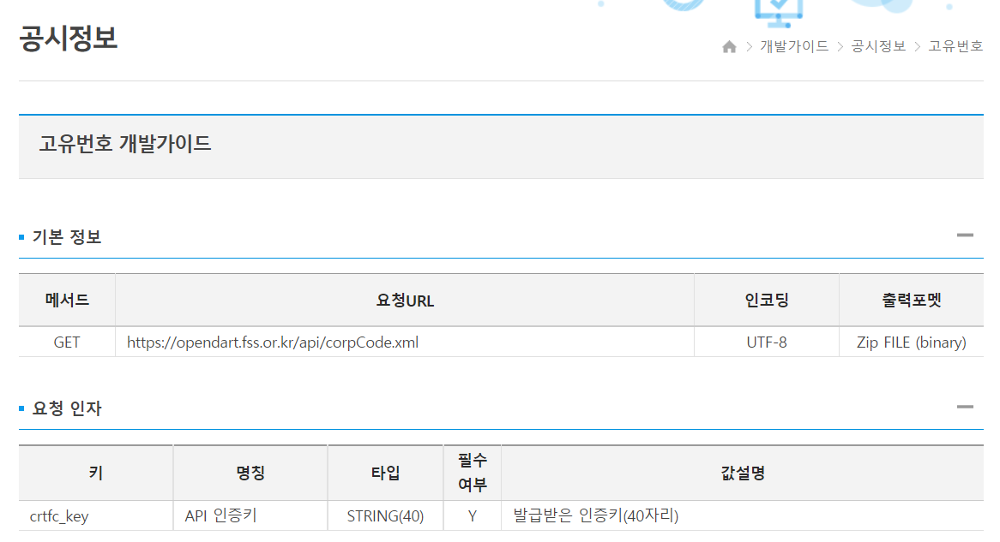 공시정보
개발가이드 > 공시정보 > 고유번호
고유번호 개발가이드
기본 정보
메서드 요청URL 인코딩 출력포멧
GET https://opendart.fss.or.kr/api/corpCode.xml UTF-8 Zip FILE (binary)
요청 인자
키 명칭 타입 필수 여부 값설명
crtfc_key API 인증키 STRING(40) Y 발급받은 인증키(40자리)